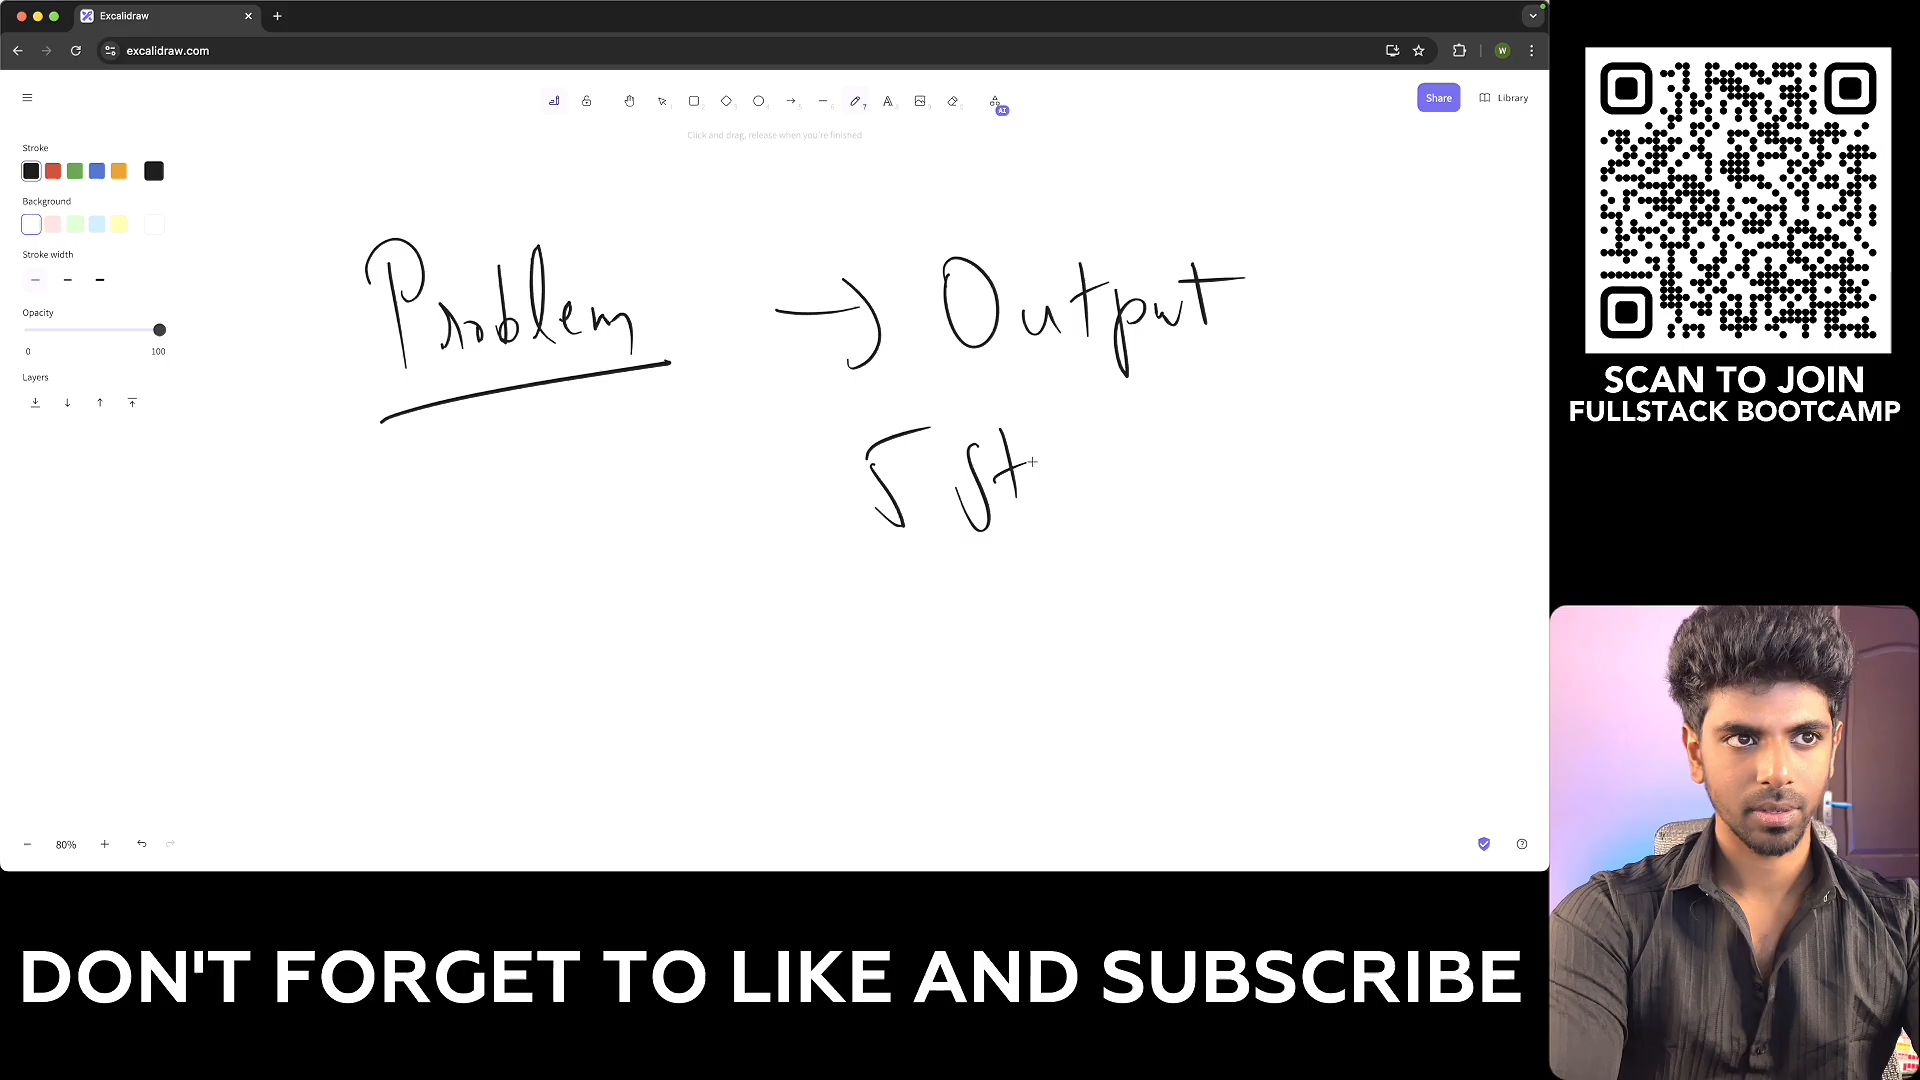 Excalidraw
excalidraw.com
W
Share
Library
Click and drag, release when you're finished
Stroke
Background
Stroke width
Opacity
0 100
Layers
Problem → Output
5 St
80%
AI
SCAN TO JOIN
FULLSTACK BOOTCAMP
DON'T FORGET TO LIKE AND SUBSCRIBE